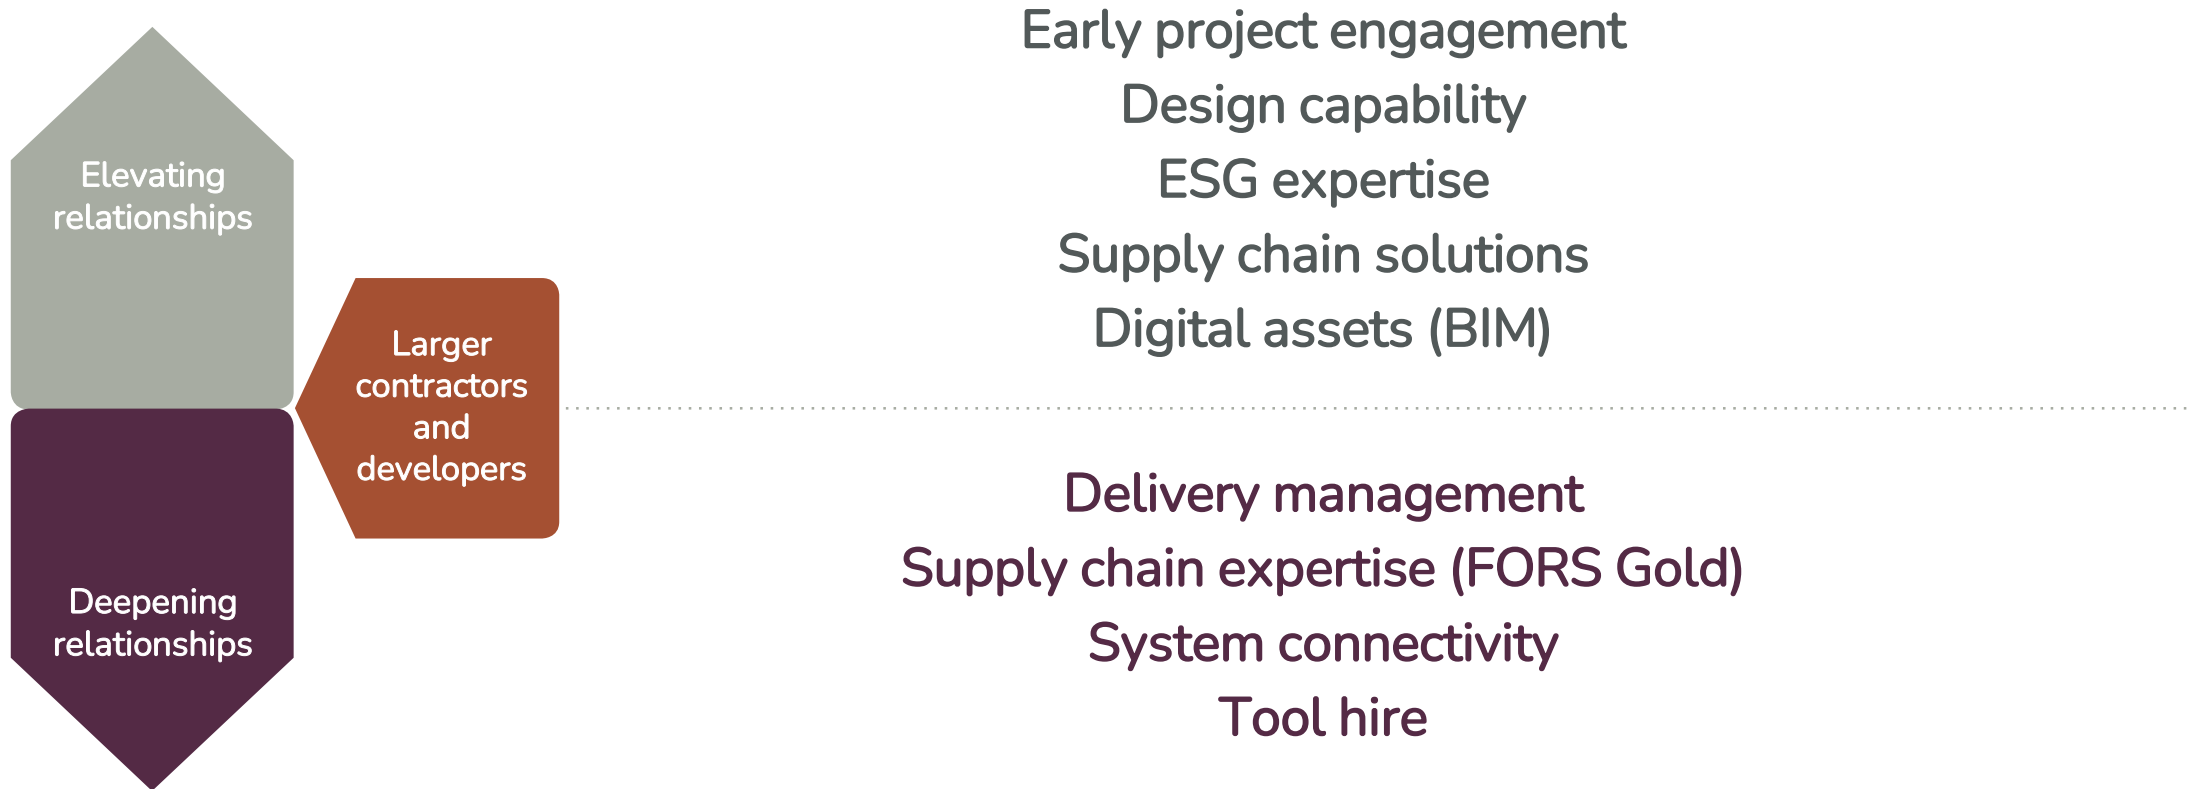 Early project engagement
Design capability
ESG expertise
Supply chain solutions
Digital assets (BIM)
Elevating
relationships
Larger
contractors
and
developers
Deepening
relationships
Delivery management
Supply chain expertise (FORS Gold)
System connectivity
Tool hire